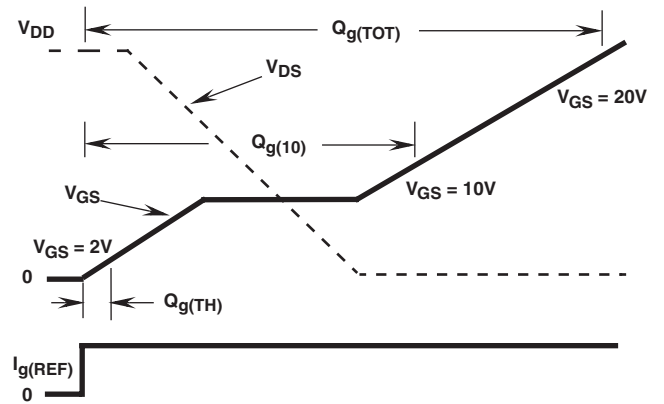 V_DD
Q_g(TOT)
V_DS
V_GS = 20V
Q_g(10)
V_GS
V_GS = 10V
V_GS = 2V
0
Q_g(TH)
I_g(REF)
0